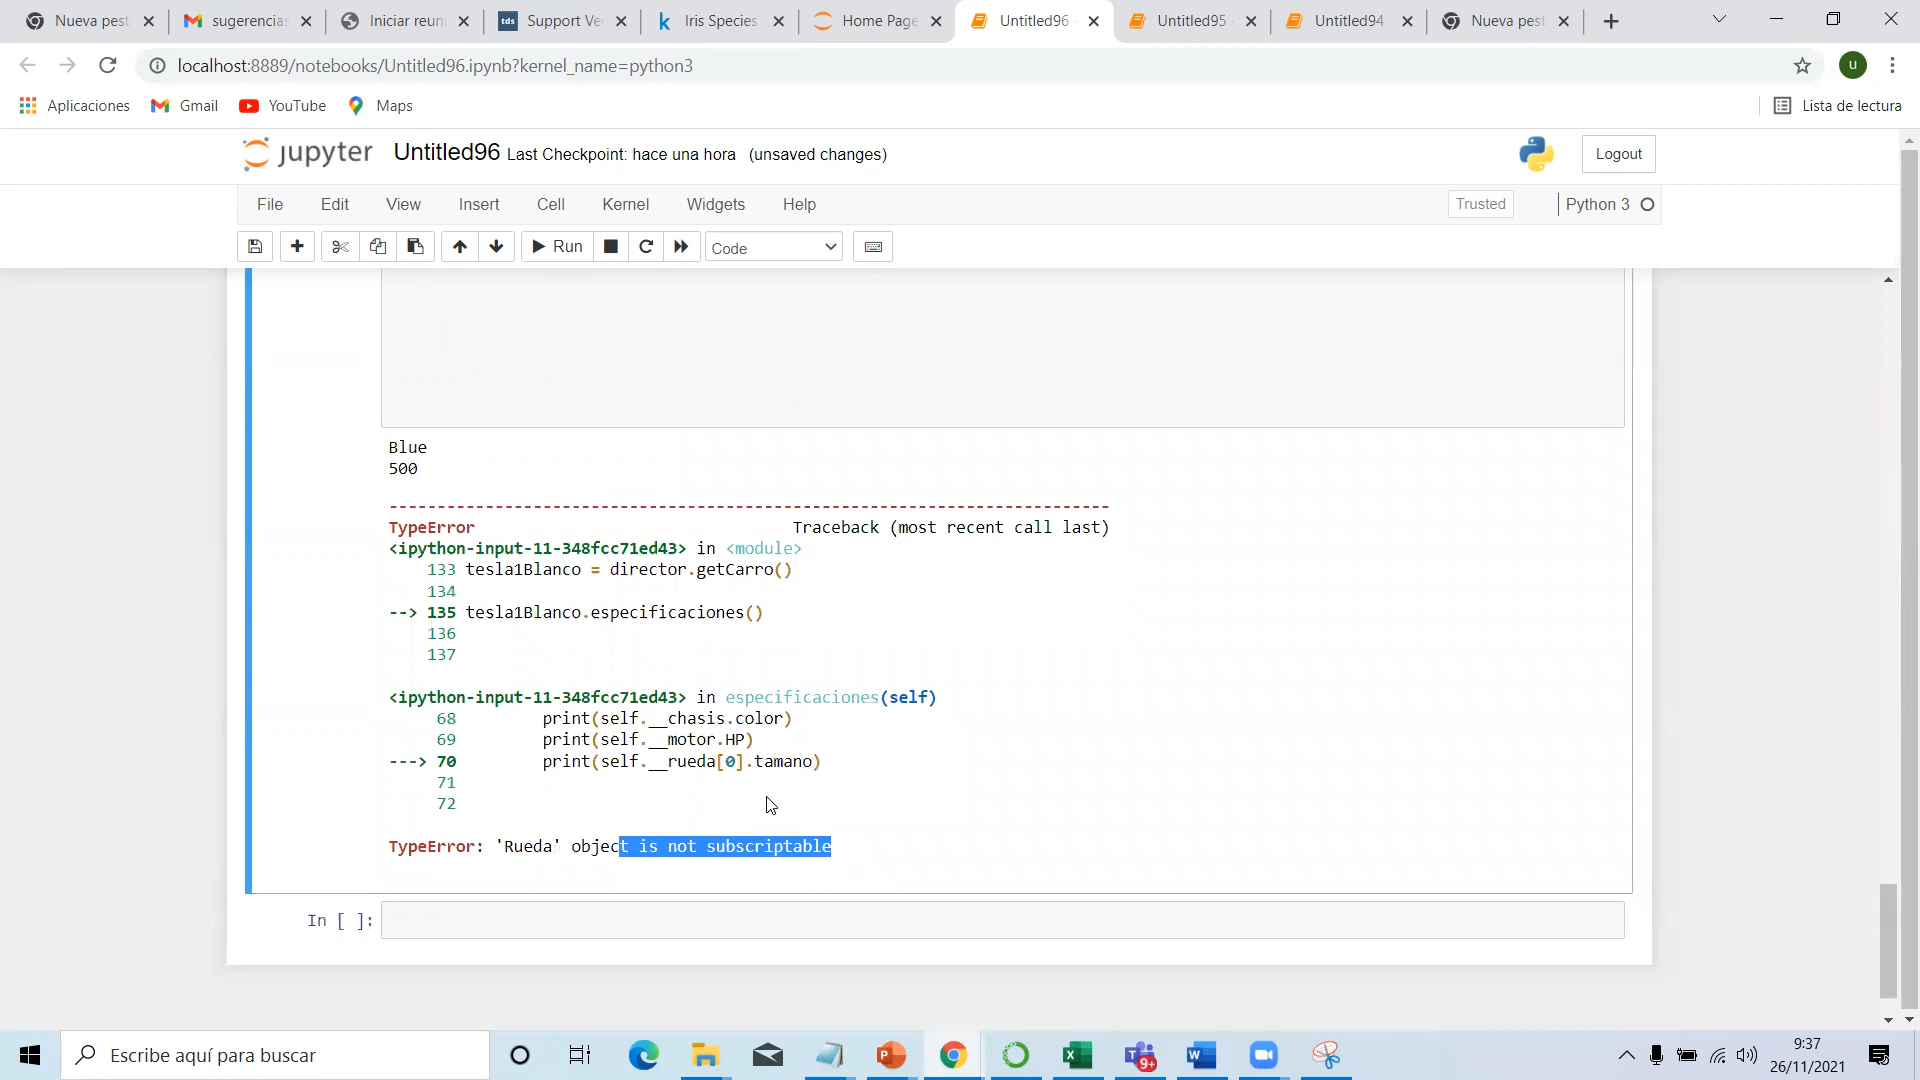 Nueva pest
sugerencias
Iniciar reuni
tds Support Ve
k Iris Species
Home Page
Untitled96
Untitled95
Untitled94
Nueva pest
localhost:8889/notebooks/Untitled96.ipynb?kernel_name=python3
u
Aplicaciones Gmail YouTube Maps
Lista de lectura
jupyter Untitled96 Last Checkpoint: hace una hora (unsaved changes)
Logout
File Edit View Insert Cell Kernel Widgets Help
Trusted
Python 3
Run
Code
Blue
500
---------------------------------------------------------------------------
TypeError Traceback (most recent call last)
<ipython-input-11-348fcc71ed43> in <module>
133 tesla1Blanco = director.getCarro()
134
--> 135 tesla1Blanco.especificaciones()
136
137
<ipython-input-11-348fcc71ed43> in especificaciones(self)
68 print(self.__chasis.color)
69 print(self.__motor.HP)
---> 70 print(self.__rueda[0].tamano)
71
72
TypeError: 'Rueda' object is not subscriptable
In [ ]:
Escribe aquí para buscar
9+
9:37
26/11/2021